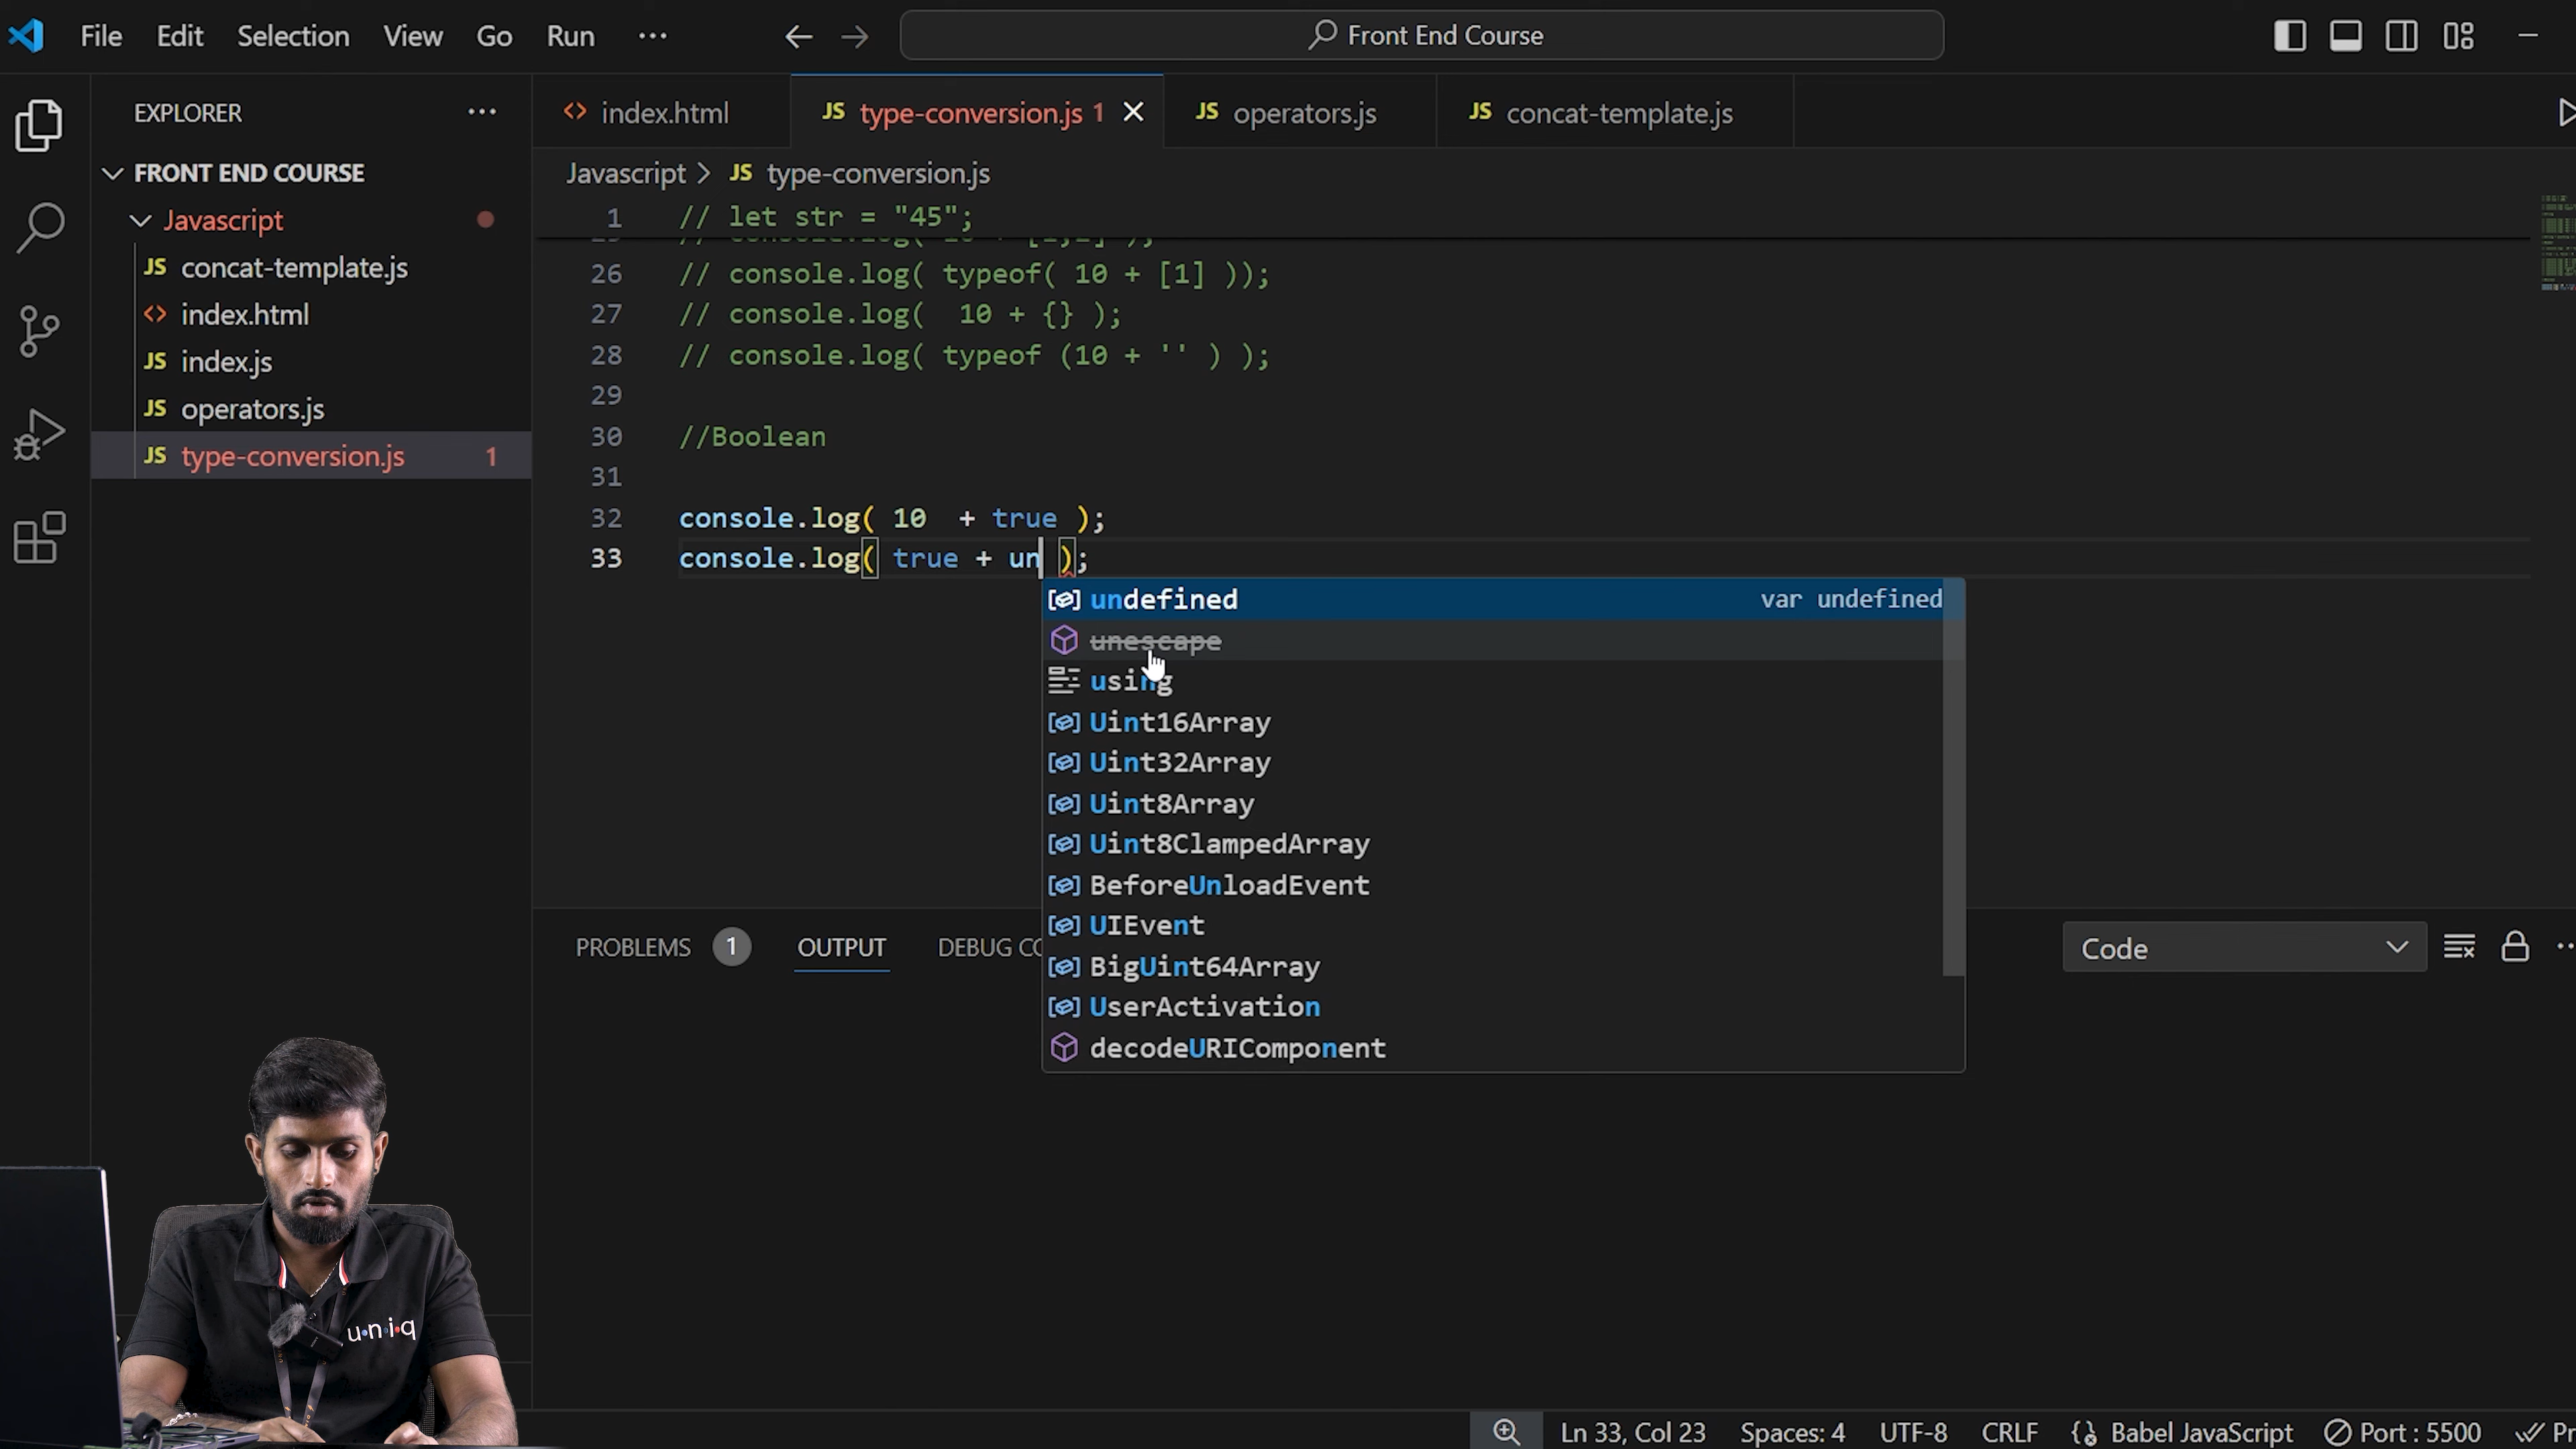 File Edit Selection View Go Run ··· Front End Course
EXPLORER ···
FRONT END COURSE
Javascript
JS concat-template.js
<> index.html
JS index.js
JS operators.js
JS type-conversion.js 1
<> index.html JS type-conversion.js 1 JS operators.js JS concat-template.js
Javascript > JS type-conversion.js
1 // let str = "45";
26 // console.log( typeof( 10 + [1] ));
27 // console.log(  10 + {} );
28 // console.log( typeof (10 + '' ) );
29
30 //Boolean
31
32 console.log( 10  + true );
33 console.log( true + un );
undefined var undefined
unescape
using
Uint16Array
Uint32Array
Uint8Array
Uint8ClampedArray
BeforeUnloadEvent
UIEvent
BigUint64Array
UserActivation
decodeURIComponent
PROBLEMS 1 OUTPUT DEBUG CO Code
u·n·i·q
Ln 33, Col 23 Spaces: 4 UTF-8 CRLF Babel JavaScript Port : 5500